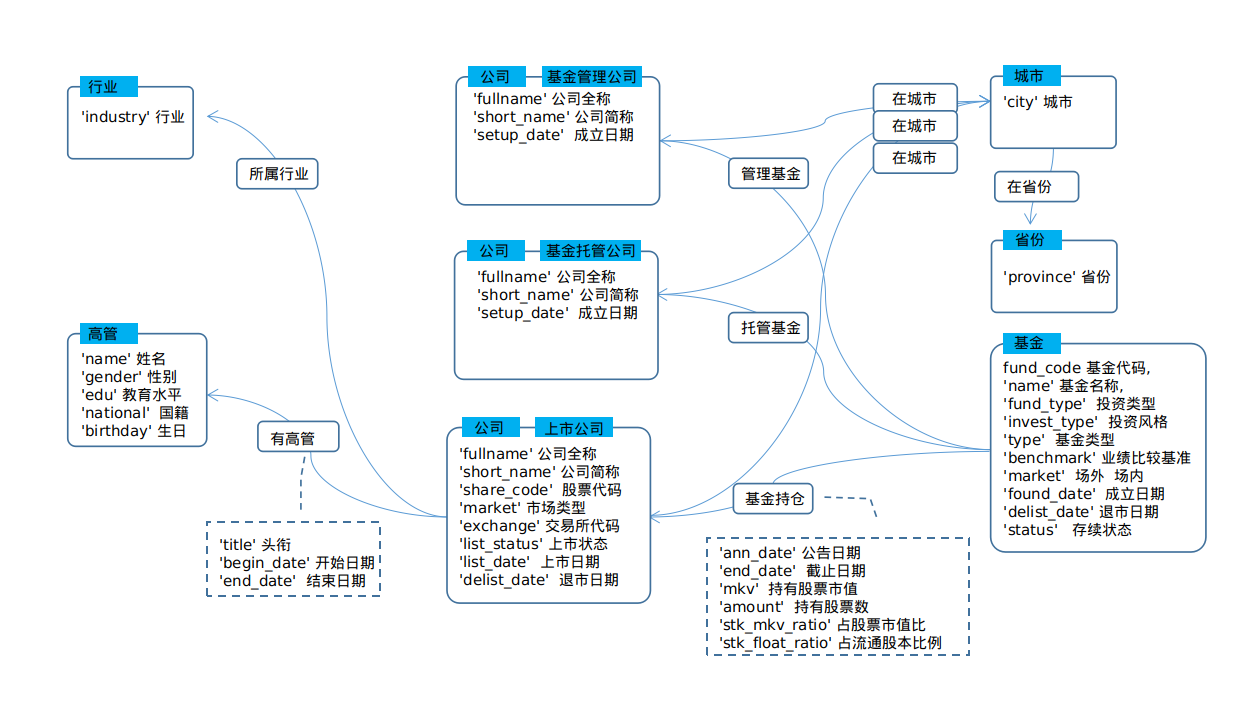 行业
'industry' 行业
所属行业
高管
'name' 姓名
'gender' 性别
'edu' 教育水平
'national'  国籍
'birthday' 生日
有高管
'title' 头衔
'begin_date' 开始日期
'end_date'  结束日期
公司 基金管理公司
'fullname' 公司全称
'short_name' 公司简称
'setup_date'  成立日期
公司 基金托管公司
'fullname' 公司全称
'short_name' 公司简称
'setup_date'  成立日期
公司 上市公司
'fullname' 公司全称
'short_name' 公司简称
'share_code'  股票代码
'market' 市场类型
'exchange' 交易所代码
'list_status' 上市状态
'list_date'  上市日期
'delist_date'  退市日期
在城市
在城市
在城市
管理基金
托管基金
基金持仓
'ann_date' 公告日期
'end_date'  截止日期
'mkv'  持有股票市值
'amount'  持有股票数
'stk_mkv_ratio' 占股票市值比
'stk_float_ratio' 占流通股本比例
城市
'city' 城市
在省份
省份
'province' 省份
基金
fund_code 基金代码,
'name' 基金名称,
'fund_type'  投资类型
'invest_type'  投资风格
'type'  基金类型
'benchmark' 业绩比较基准
'market'  场外  场内
'found_date'  成立日期
'delist_date' 退市日期
'status'   存续状态